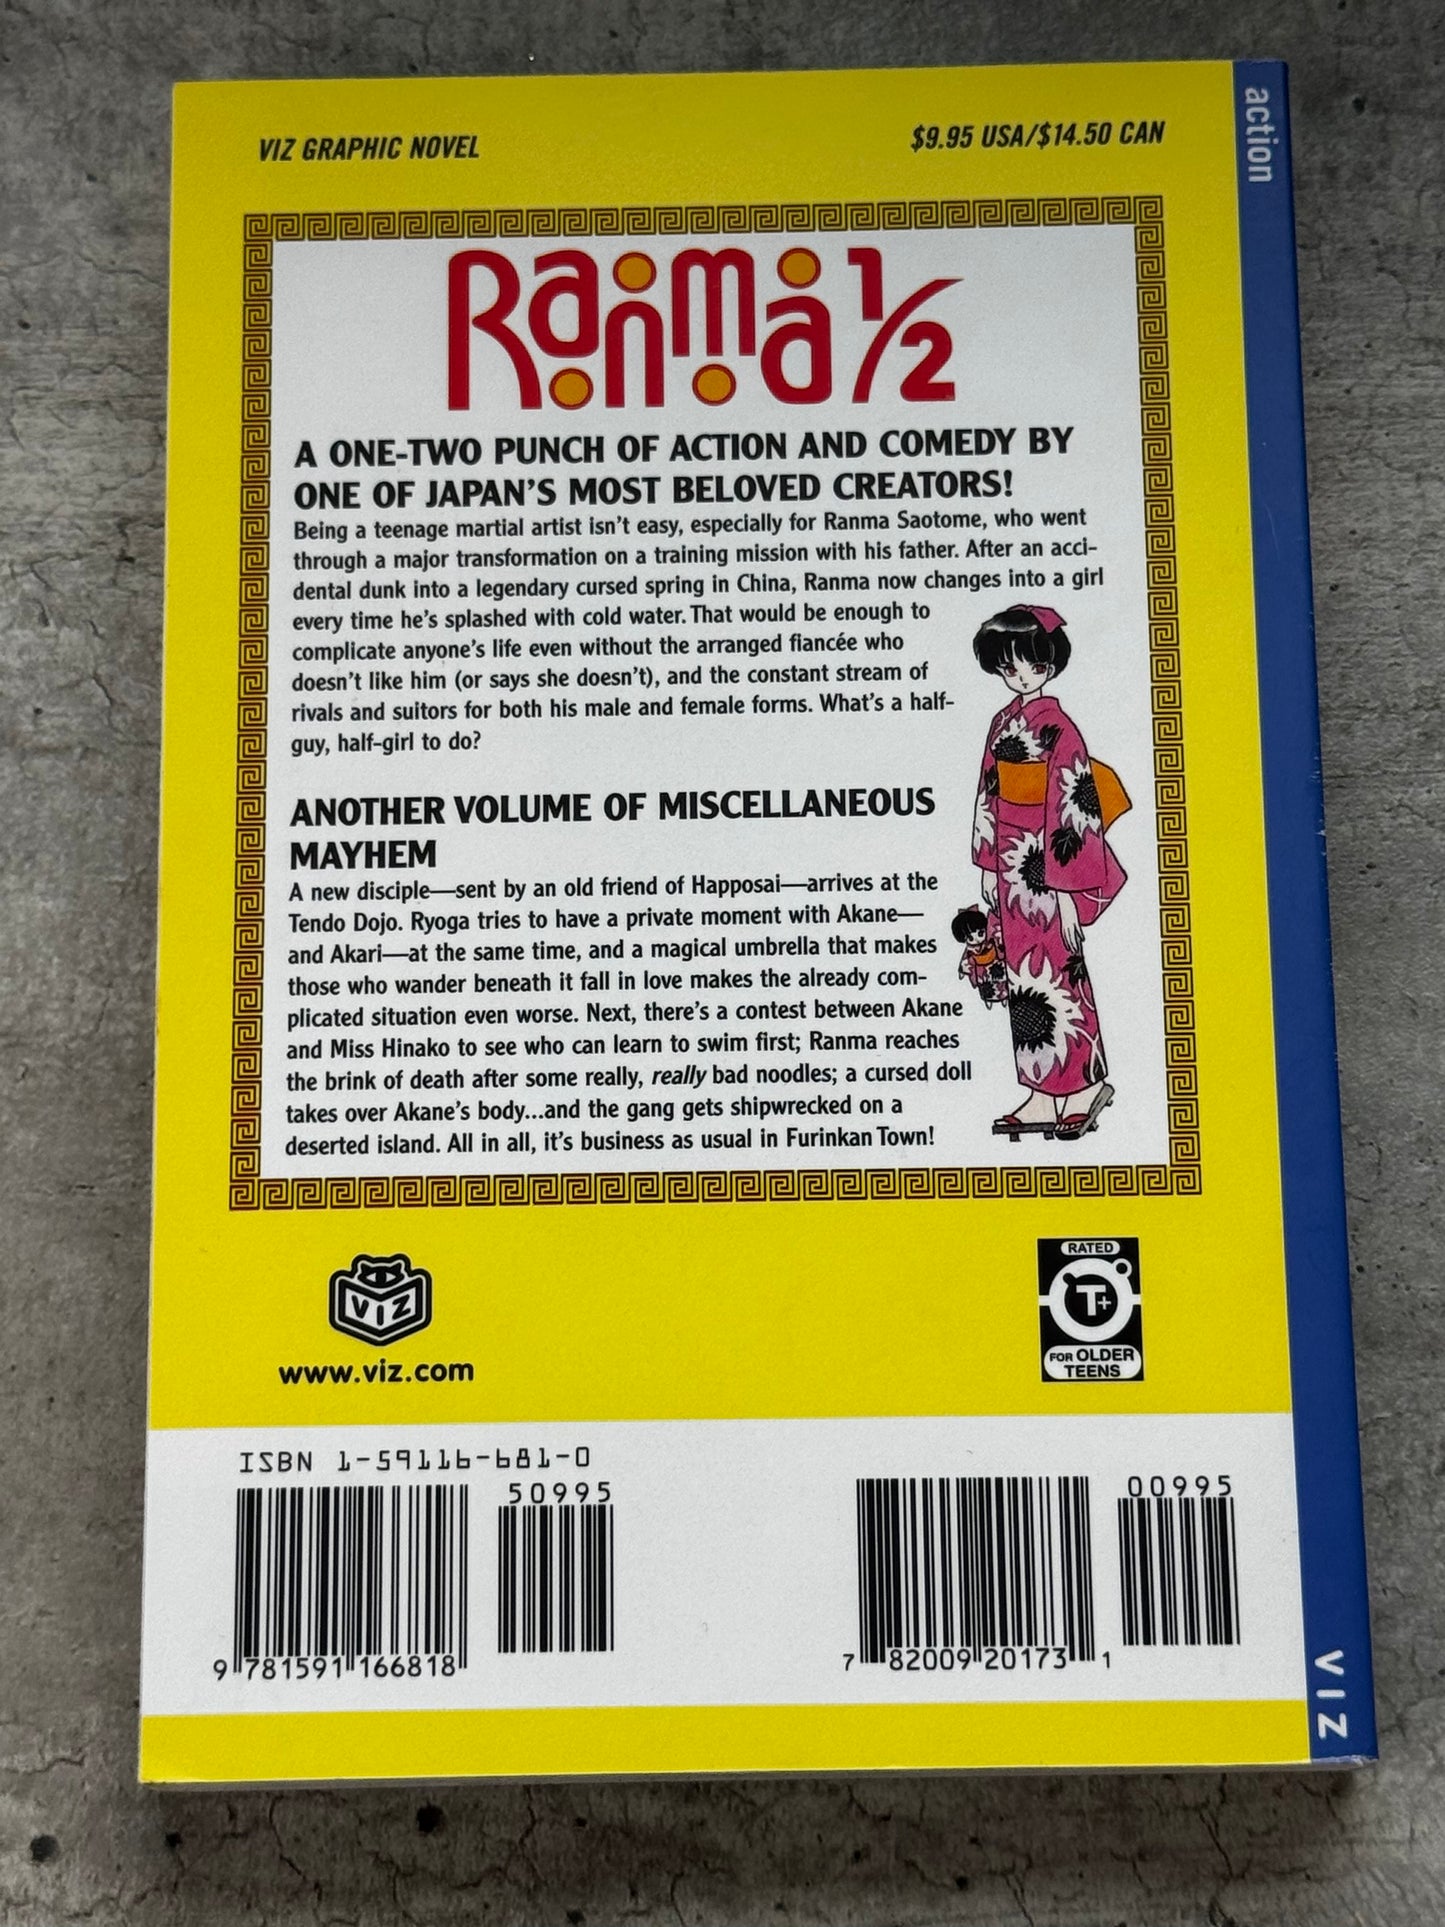 action
VIZ GRAPHIC NOVEL
$9.95 USA/$14.50 CAN
Ranma 1/2
A ONE-TWO PUNCH OF ACTION AND COMEDY BY
ONE OF JAPAN'S MOST BELOVED CREATORS!
Being a teenage martial artist isn't easy, especially for Ranma Saotome, who went
through a major transformation on a training mission with his father. After an acci-
dental dunk into a legendary cursed spring in China, Ranma now changes into a girl
every time he's splashed with cold water. That would be enough to
complicate anyone's life even without the arranged fiancée who
doesn't like him (or says she doesn't), and the constant stream of
rivals and suitors for both his male and female forms. What's a half-
guy, half-girl to do?
ANOTHER VOLUME OF MISCELLANEOUS
MAYHEM
A new disciple—sent by an old friend of Happosai—arrives at the
Tendo Dojo. Ryoga tries to have a private moment with Akane—
and Akari—at the same time, and a magical umbrella that makes
those who wander beneath it fall in love makes the already com-
plicated situation even worse. Next, there's a contest between Akane
and Miss Hinako to see who can learn to swim first; Ranma reaches
the brink of death after some really, really bad noodles; a cursed doll
takes over Akane's body...and the gang gets shipwrecked on a
deserted island. All in all, it's business as usual in Furinkan Town!
VIZ
www.viz.com
RATED
T+
FOR OLDER
TEENS
ISBN 1-59116-681-0
50995
9 781591 166818
00995
7 82009 20173 1
VIZ